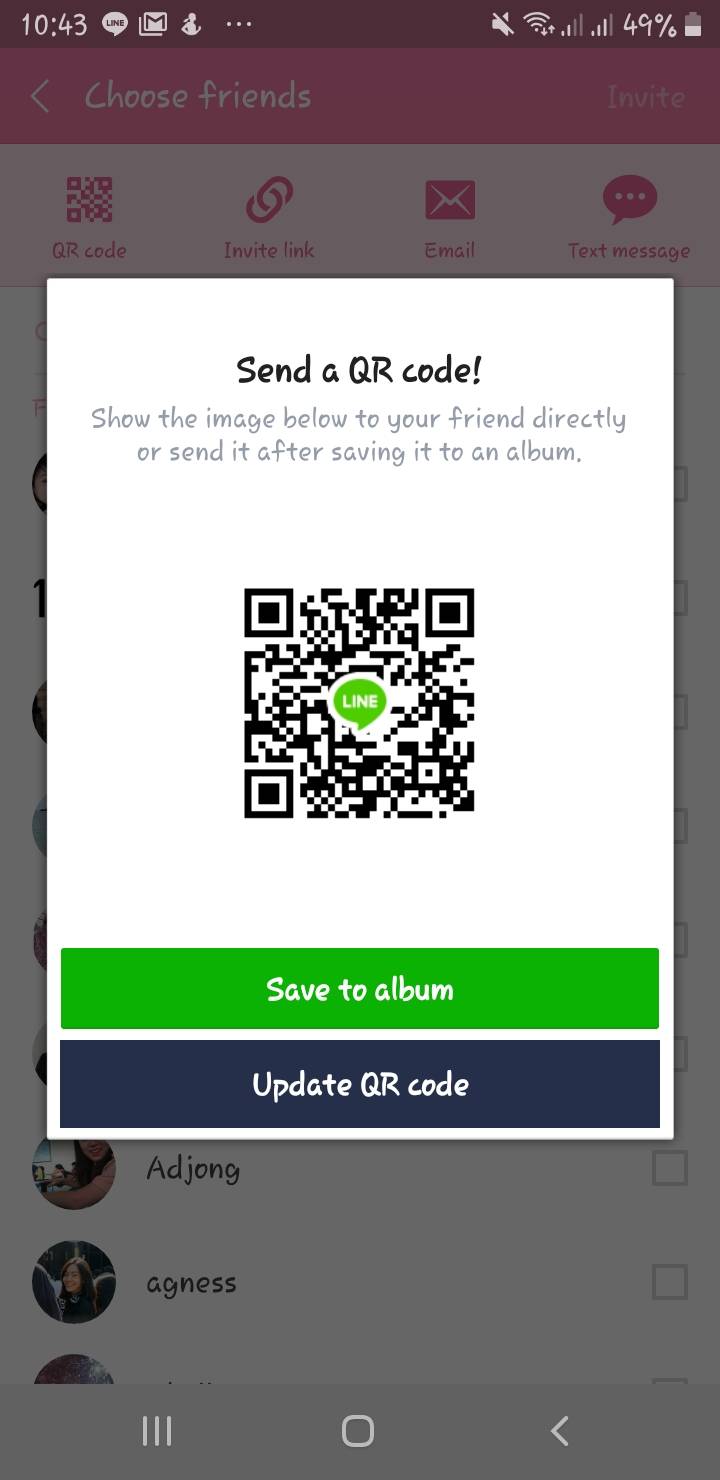 10:43 LINE 49%
Choose friends Invite
QR code Invite link Email Text message
Send a QR code!
Show the image below to your friend directly
or send it after saving it to an album.
LINE
Save to album
Update QR code
Adjong
agness